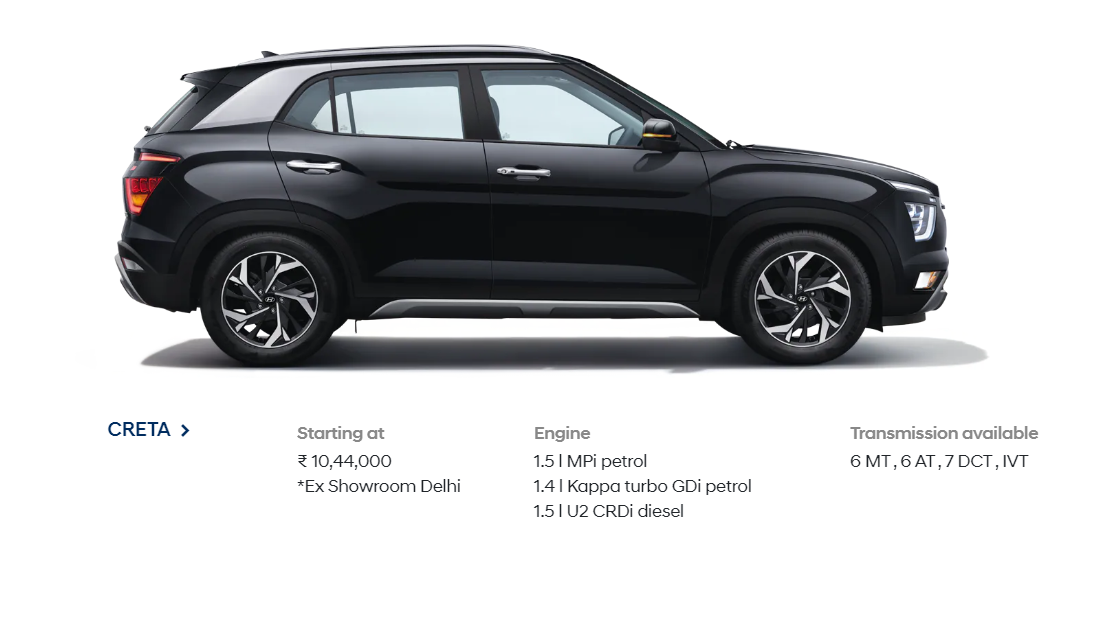 CRETA
Starting at
₹ 10,44,000
*Ex Showroom Delhi
Engine
1.5 l MPi petrol
1.4 l Kappa turbo GDi petrol
1.5 l U2 CRDi diesel
Transmission available
6 MT , 6 AT , 7 DCT , IVT